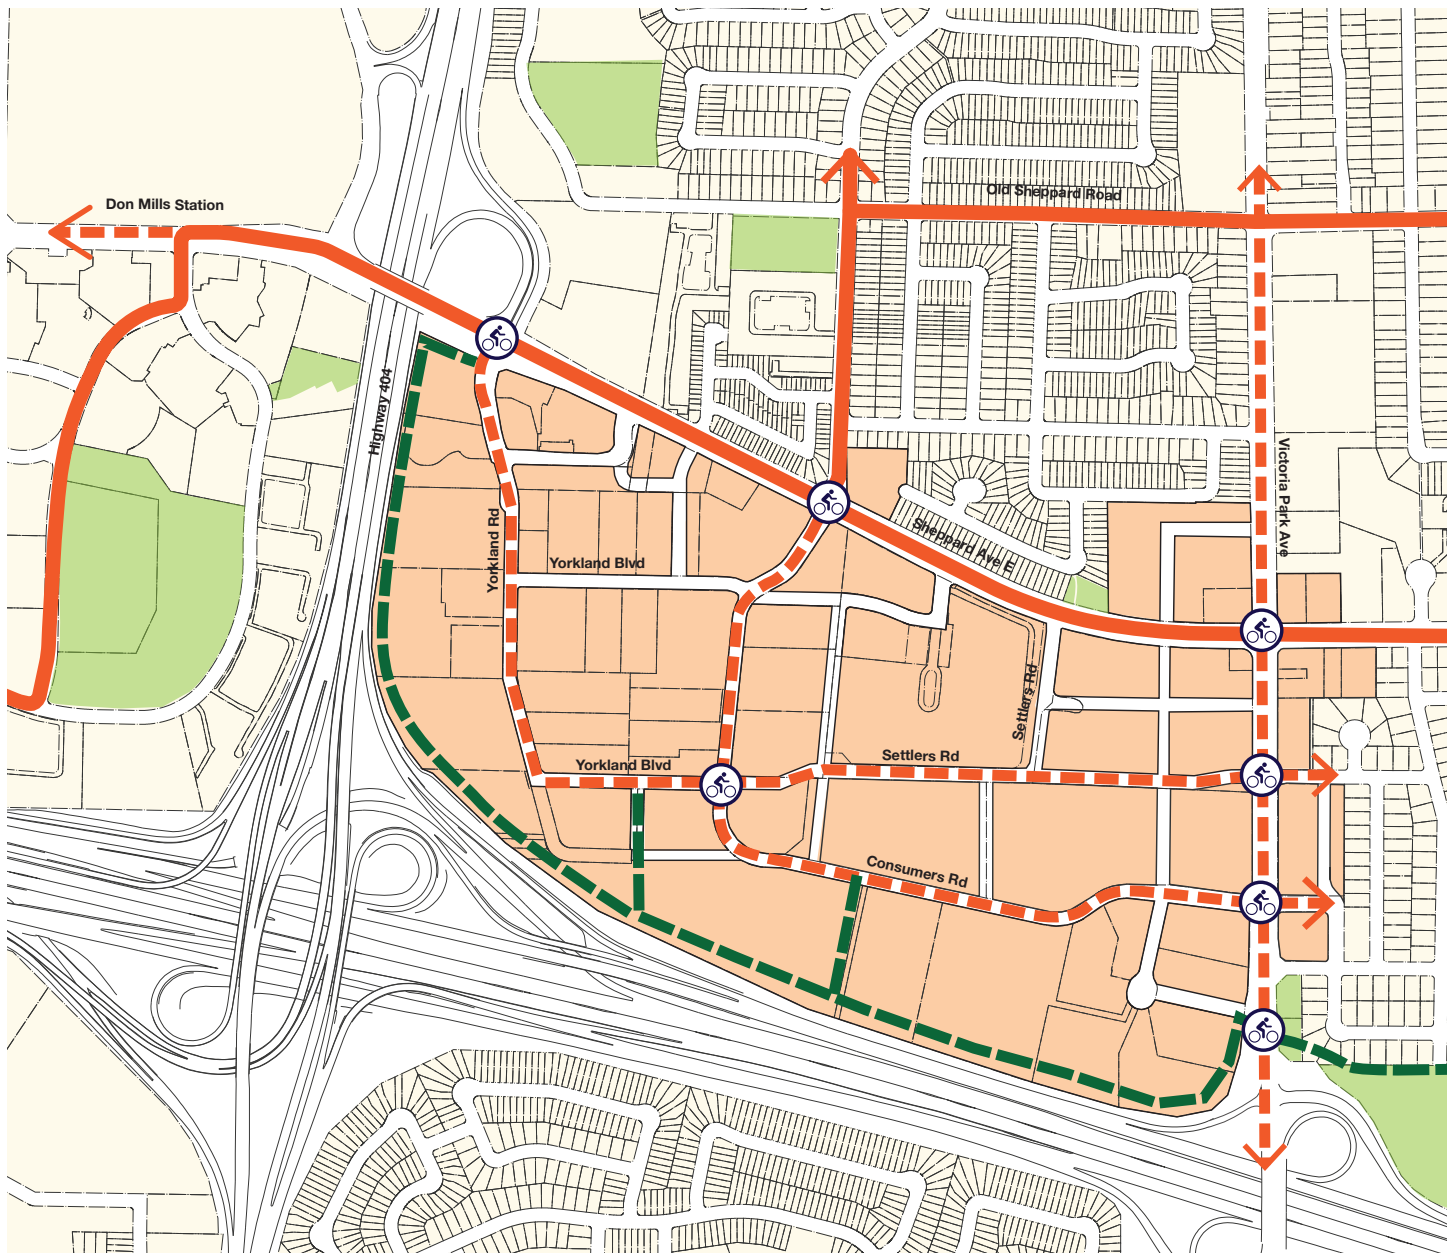 Old Sheppard Road
Don Mills Station
Highway 404
Victoria Park Ave
Yorkland Rd
Sheppard Ave E
Yorkland Blvd
Settlers Rd
Settlers Rd
Yorkland Blvd
Consumers Rd